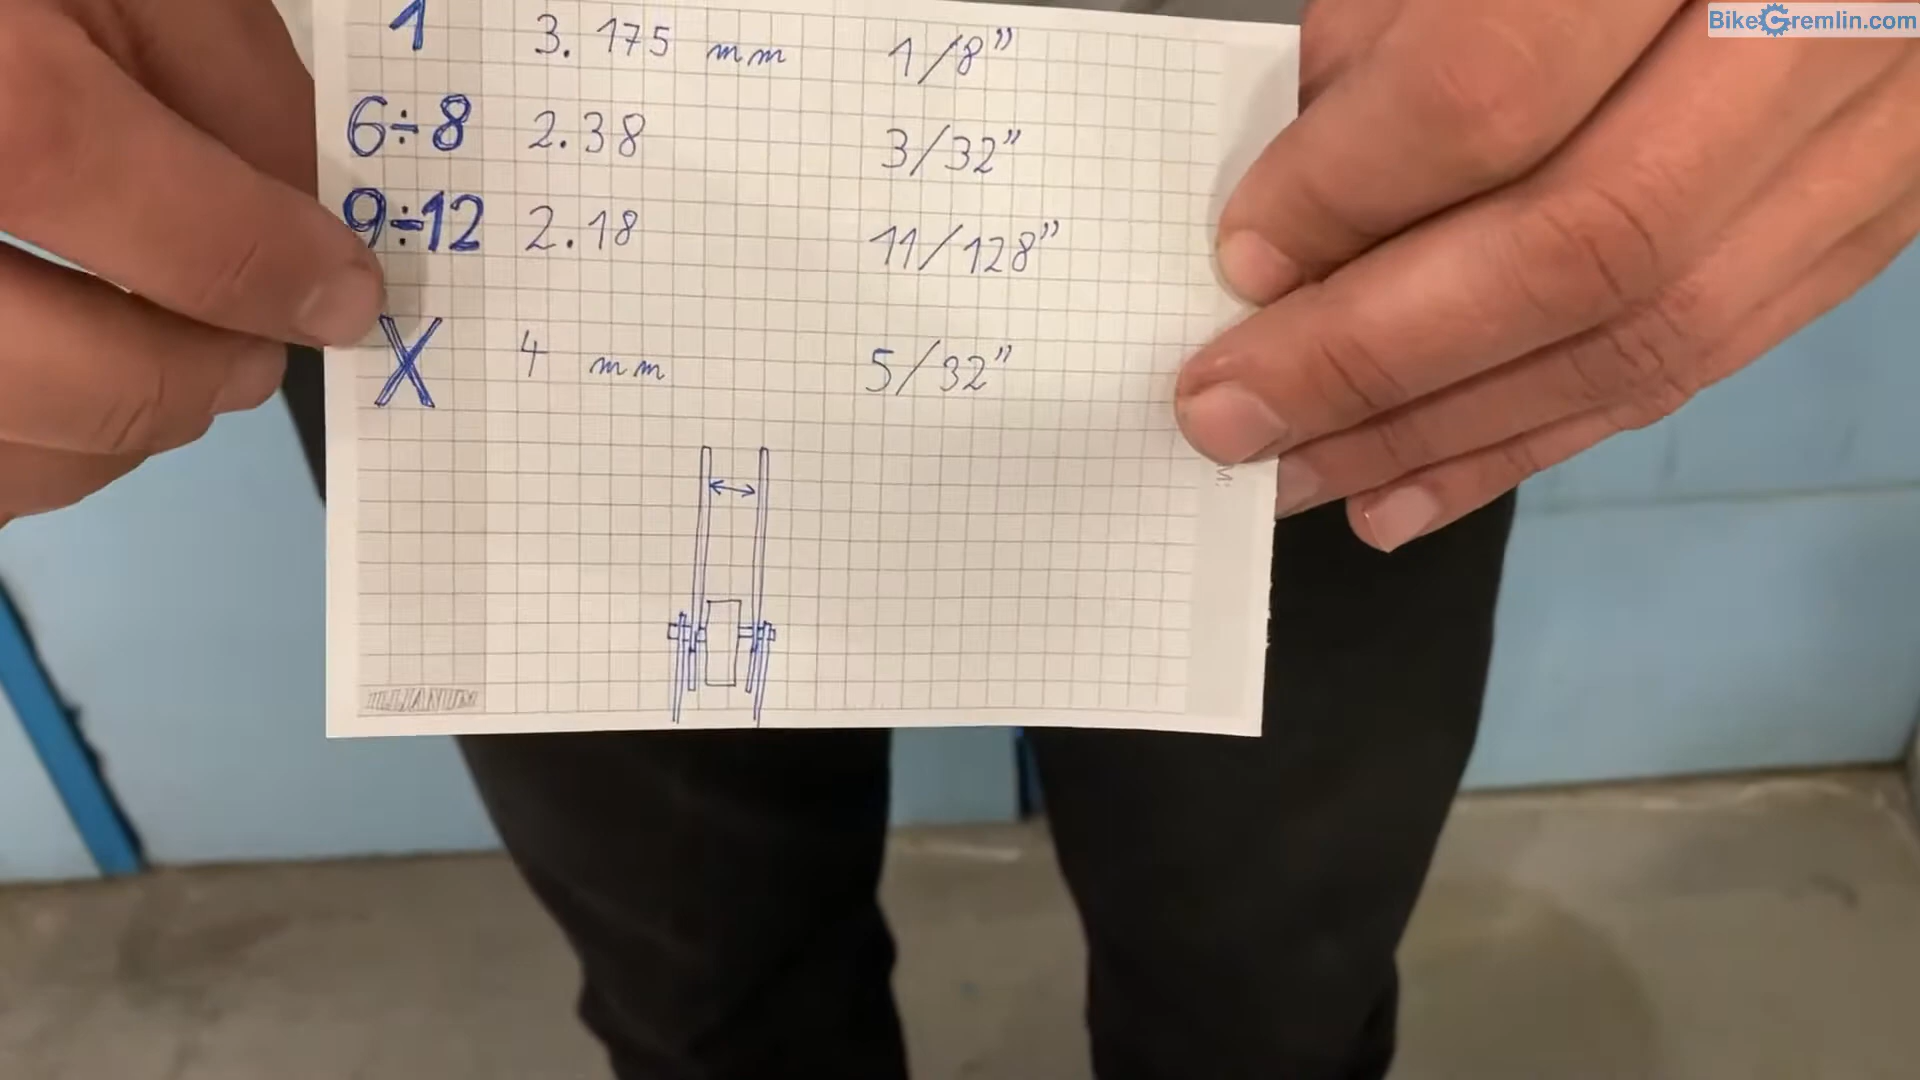 BikeGremlin.com
1 3.175 mm 1/8"
6÷8 2.38 3/32"
9÷12 2.18 11/128"
X 4 mm 5/32"
M: